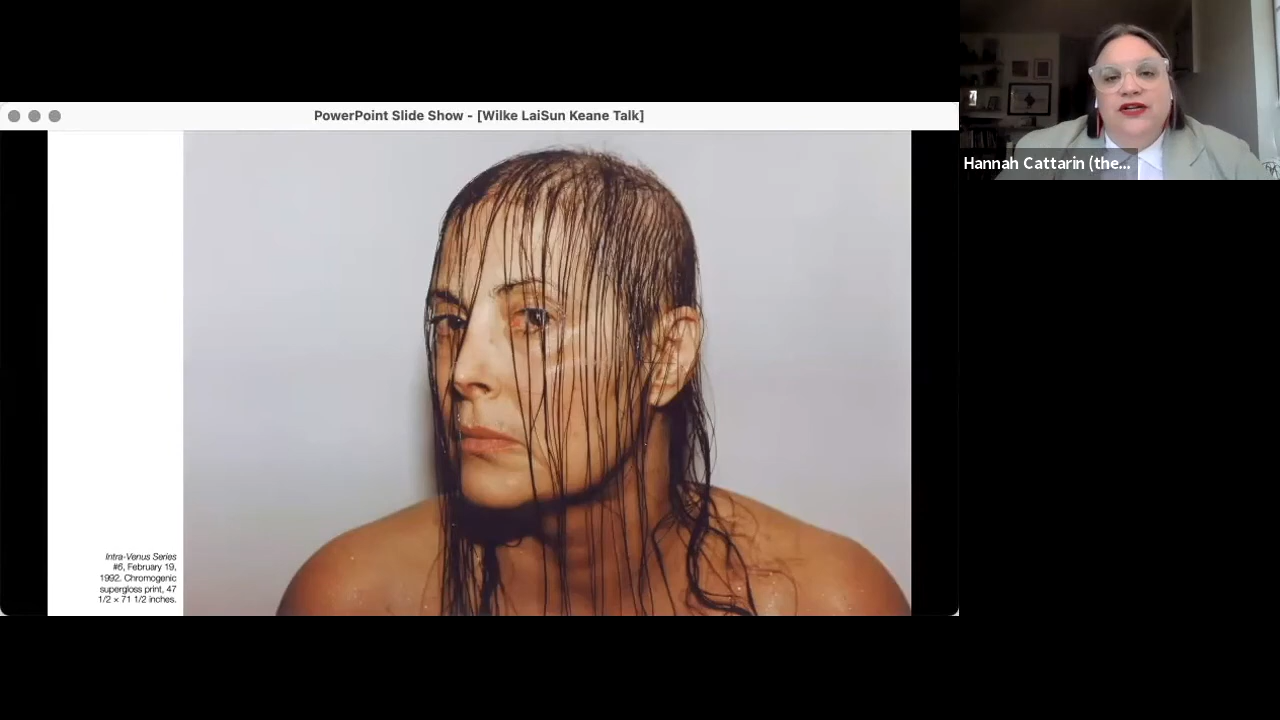 PowerPoint Slide Show - [Wilke LaiSun Keane Talk]
Hannah Cattarin (the...
Intra-Venus Series
#6, February 19,
1992. Chromogenic
supergloss print, 47
1/2 × 71 1/2 inches.